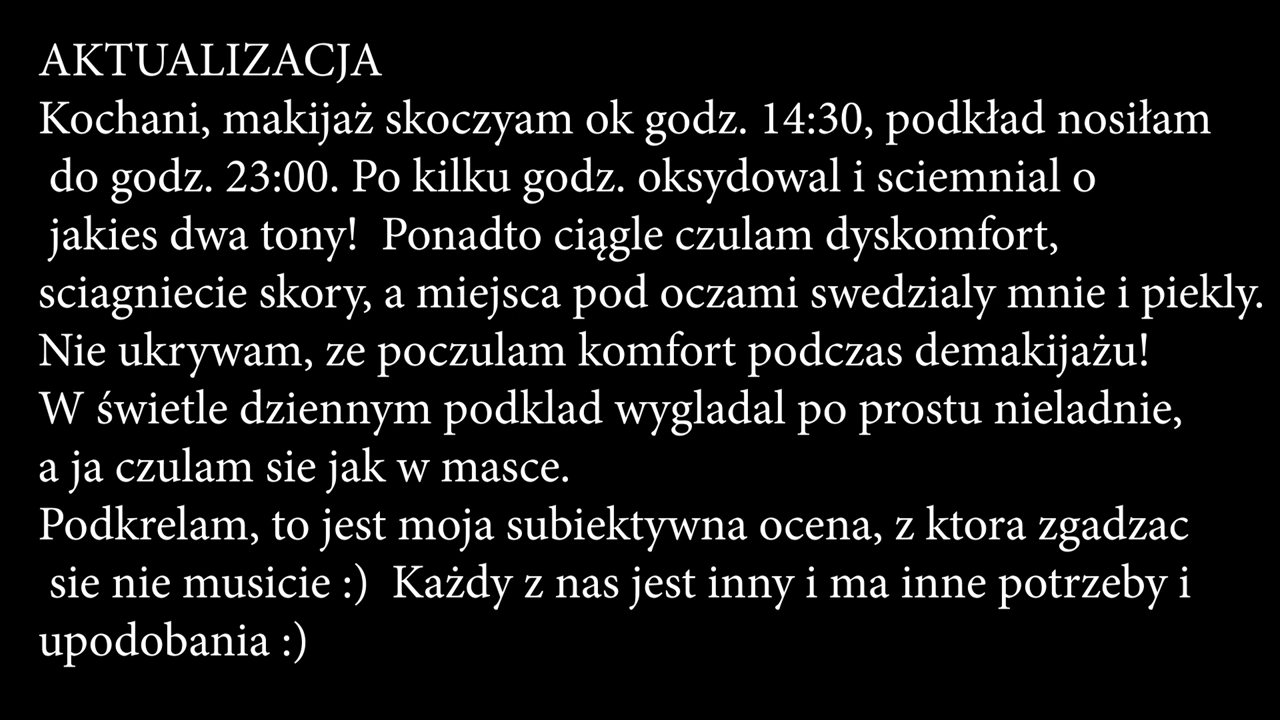 AKTUALIZACJA
Kochani, makijaż skoczyam ok godz. 14:30, podkład nosiłam
do godz. 23:00. Po kilku godz. oksydowal i sciemnial o
jakies dwa tony! Ponadto ciągle czulam dyskomfort,
sciagniecie skory, a miejsca pod oczami swedzialy mnie i piekly.
Nie ukrywam, ze poczulam komfort podczas demakijażu!
W świetle dziennym podklad wygladal po prostu nieladnie,
a ja czulam sie jak w masce.
Podkrelam, to jest moja subiektywna ocena, z ktora zgadzac
sie nie musicie :) Każdy z nas jest inny i ma inne potrzeby i
upodobania :)